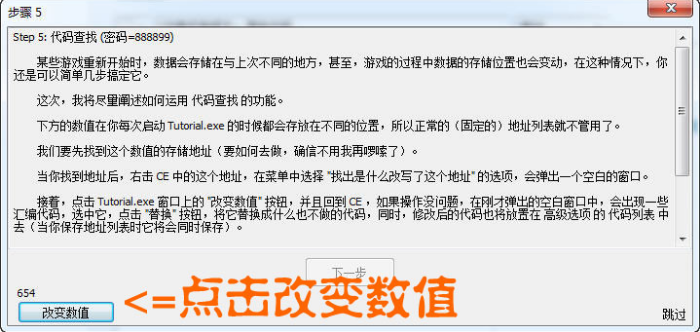 步骤 5
Step 5: 代码查找 (密码=888899)
某些游戏重新开始时，数据会存储在与上次不同的地方，甚至，游戏的过程中数据的存储位置也会变动，在这种情况下，你
还是可以简单几步搞定它。
这次，我将尽量阐述如何运用 代码查找 的功能。
下方的数值在你每次启动 Tutorial.exe 的时候都会存放在不同的位置，所以正常的（固定的）地址列表就不管用了。
我们要先找到这个数值的存储地址（要如何去做，确信不用我再啰嗦了）。
当你找到地址后，右击 CE 中的这个地址，在菜单中选择 "找出是什么改写了这个地址" 的选项，会弹出一个空白的窗口。
接着，点击 Tutorial.exe 窗口上的 "改变数值" 按钮，并且回到 CE ，如果操作没问题，在刚才弹出的空白窗口中，会出现一些
汇编代码，选中它，点击 "替换" 按钮，将它替换成什么也不做的代码，同时，修改后的代码也将放置在 高级选项 的 代码列表 中
去（当你保存地址列表时它将会同时保存）。
下一步
654
改变数值
<=点击改变数值
跳过